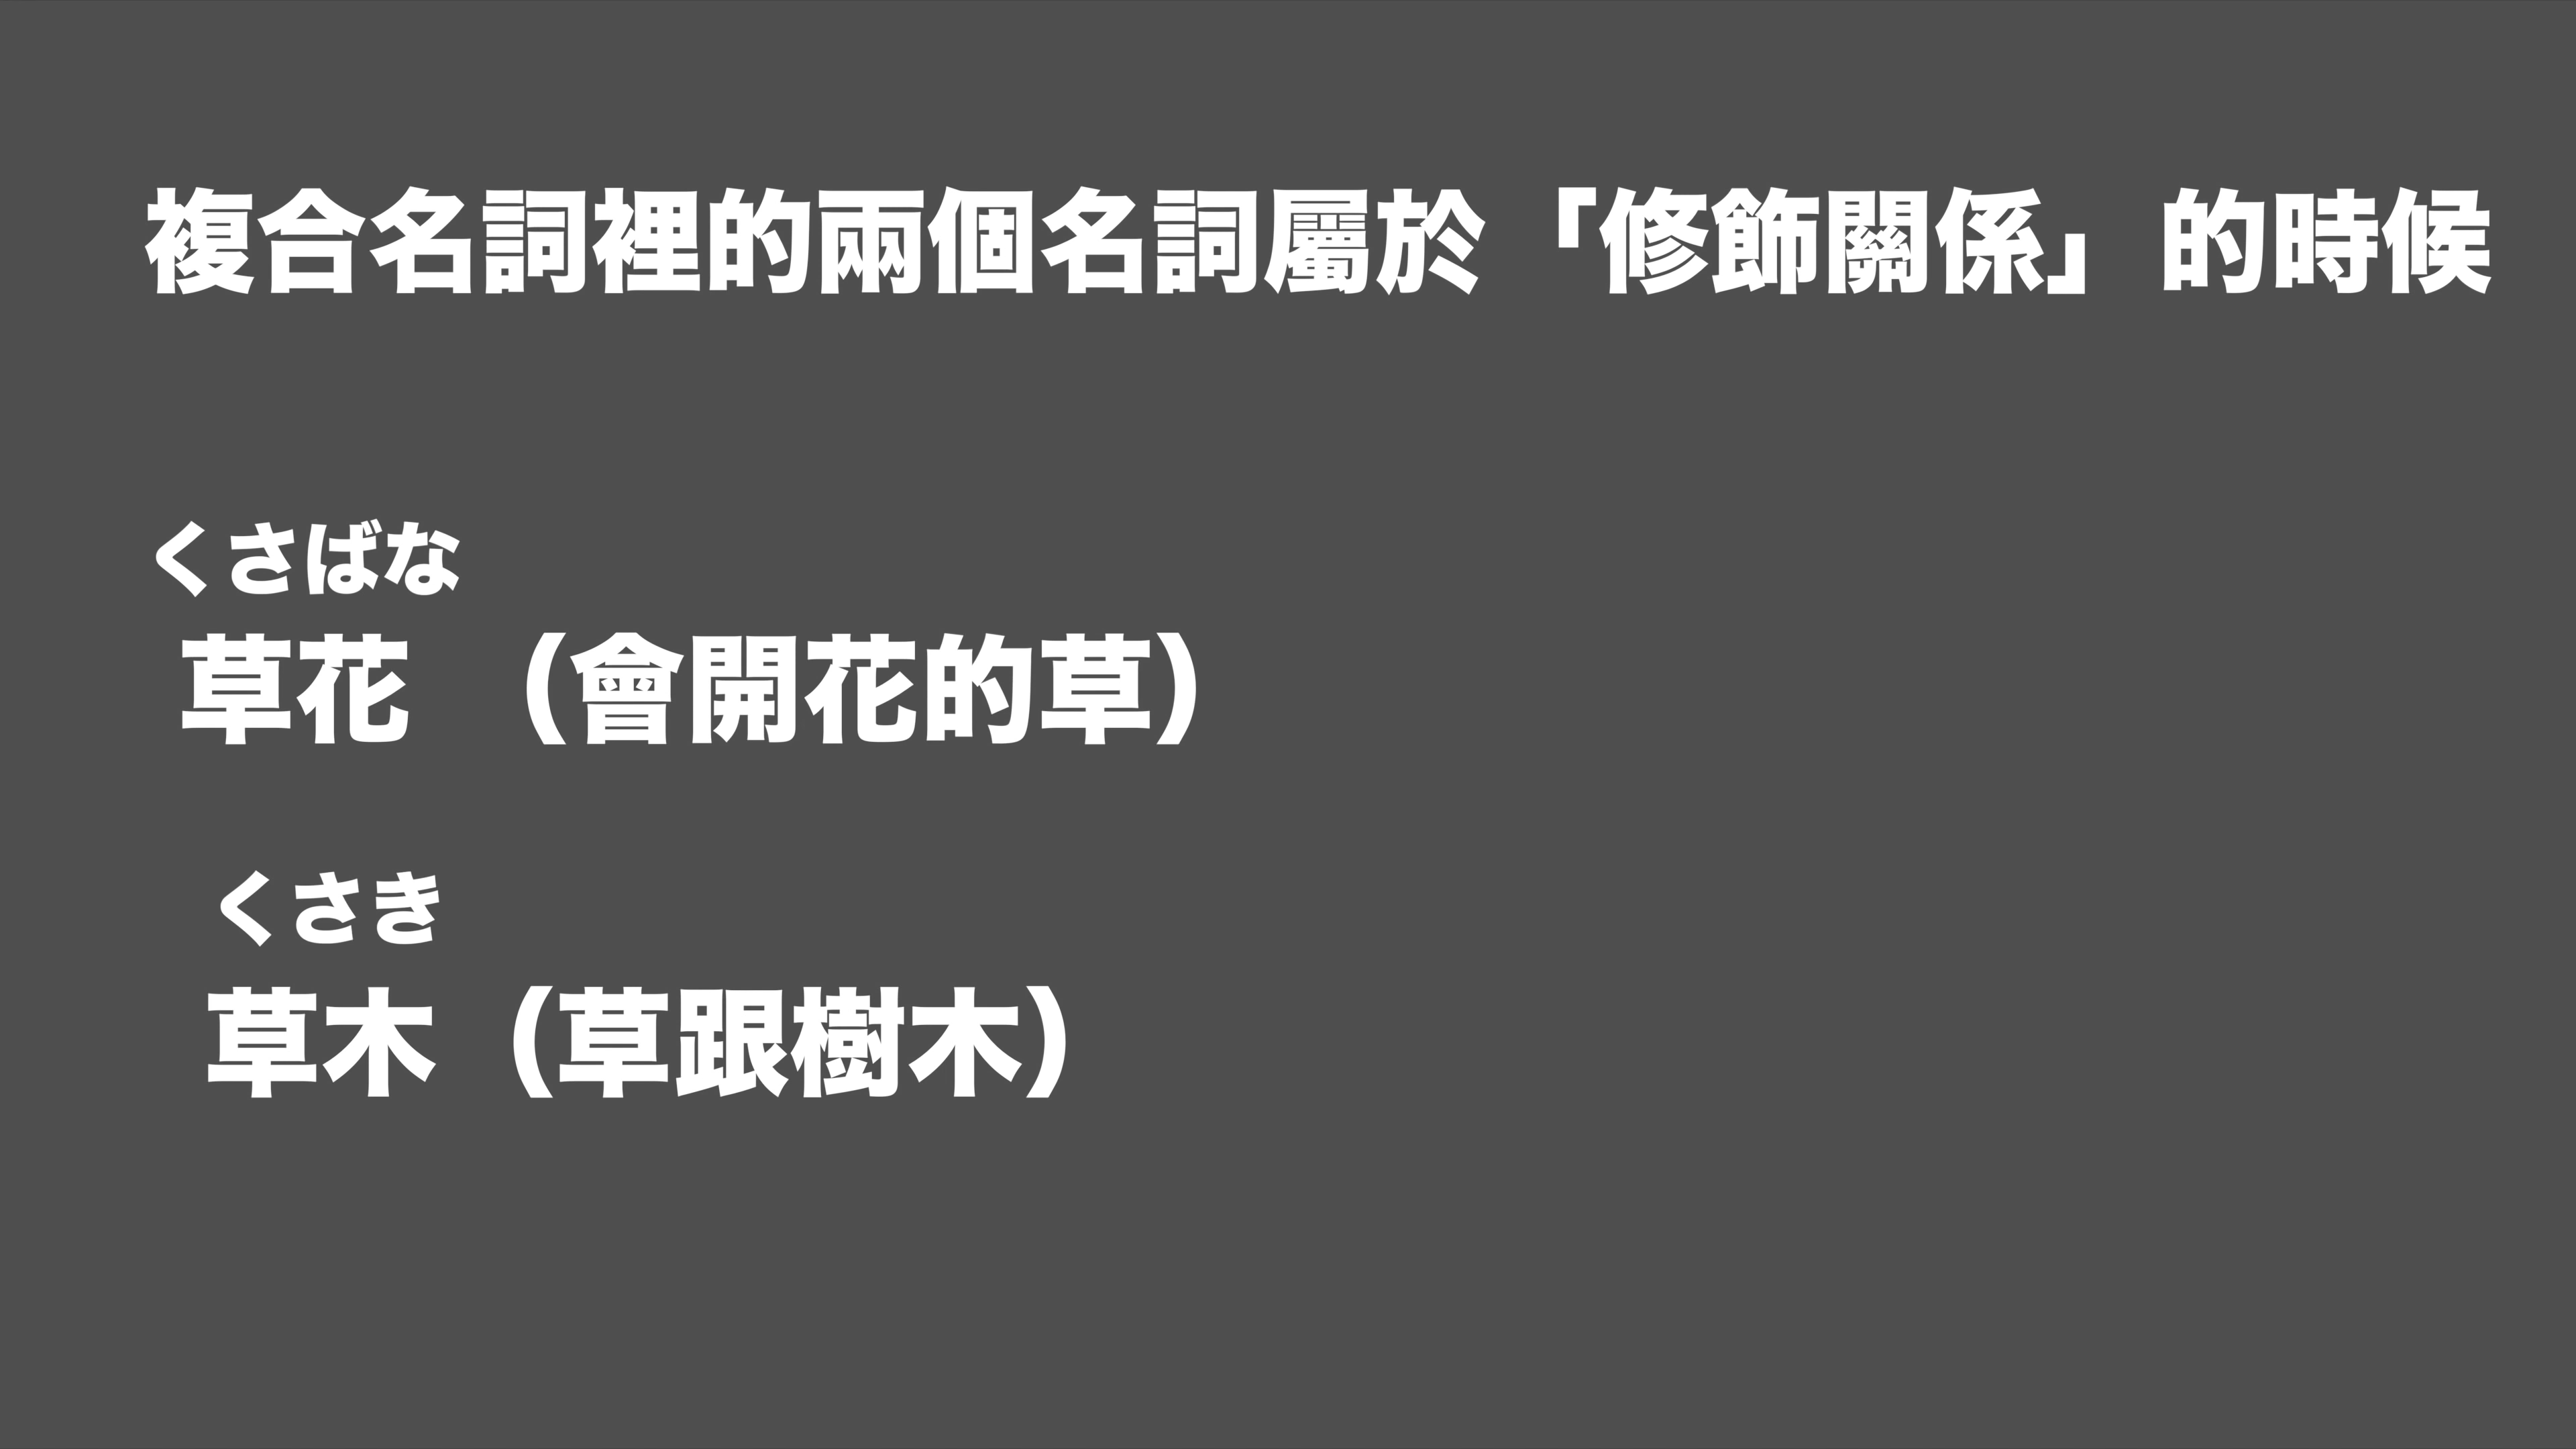 複合名詞裡的兩個名詞屬於「修飾關係」的時候
くさばな
草花 （會開花的草）
くさき
草木 （草跟樹木）